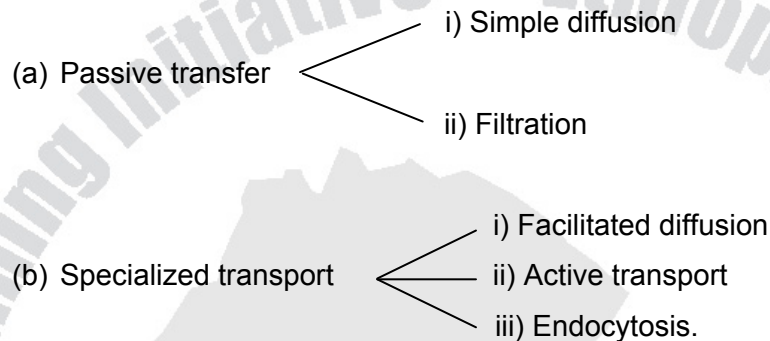 i) Simple diffusion
(a) Passive transfer
ii) Filtration
i) Facilitated diffusion
(b) Specialized transport
ii) Active transport
iii) Endocytosis.